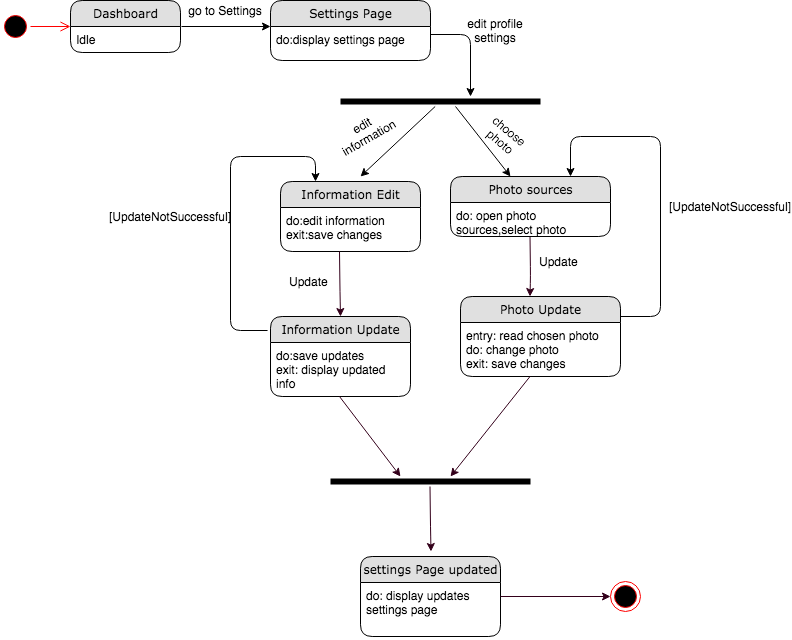 Dashboard
Idle
go to Settings
Settings Page
do:display settings page
edit profile
settings
edit
information
choose
photo
[UpdateNotSuccessful]
Information Edit
do:edit information
exit:save changes
Photo sources
do: open photo
sources,select photo
[UpdateNotSuccessful]
Update
Update
Information Update
do:save updates
exit: display updated
info
Photo Update
entry: read chosen photo
do: change photo
exit: save changes
settings Page updated
do: display updates
settings page